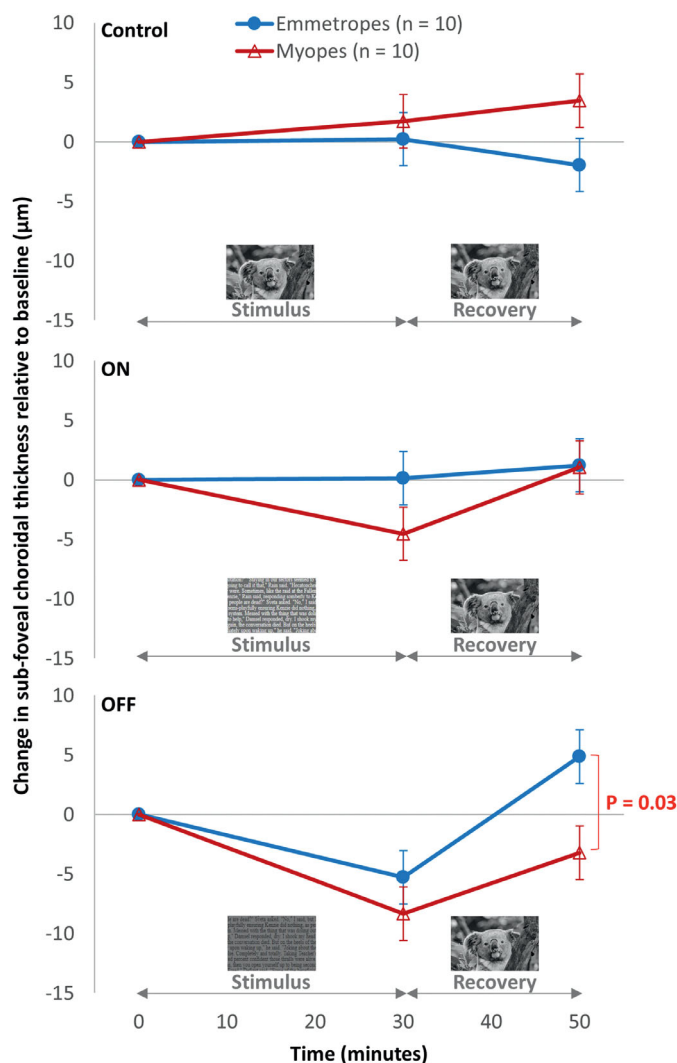 Change in sub-foveal choroidal thickness relative to baseline (µm)
Control
Emmetropes (n = 10)
Myopes (n = 10)
10
5
0
-5
-10
-15
Stimulus
Recovery
ON
10
5
0
-5
-10
-15
Stimulus
Recovery
OFF
10
5
0
-5
-10
-15
P = 0.03
Stimulus
Recovery
0
10
20
30
40
50
Time (minutes)